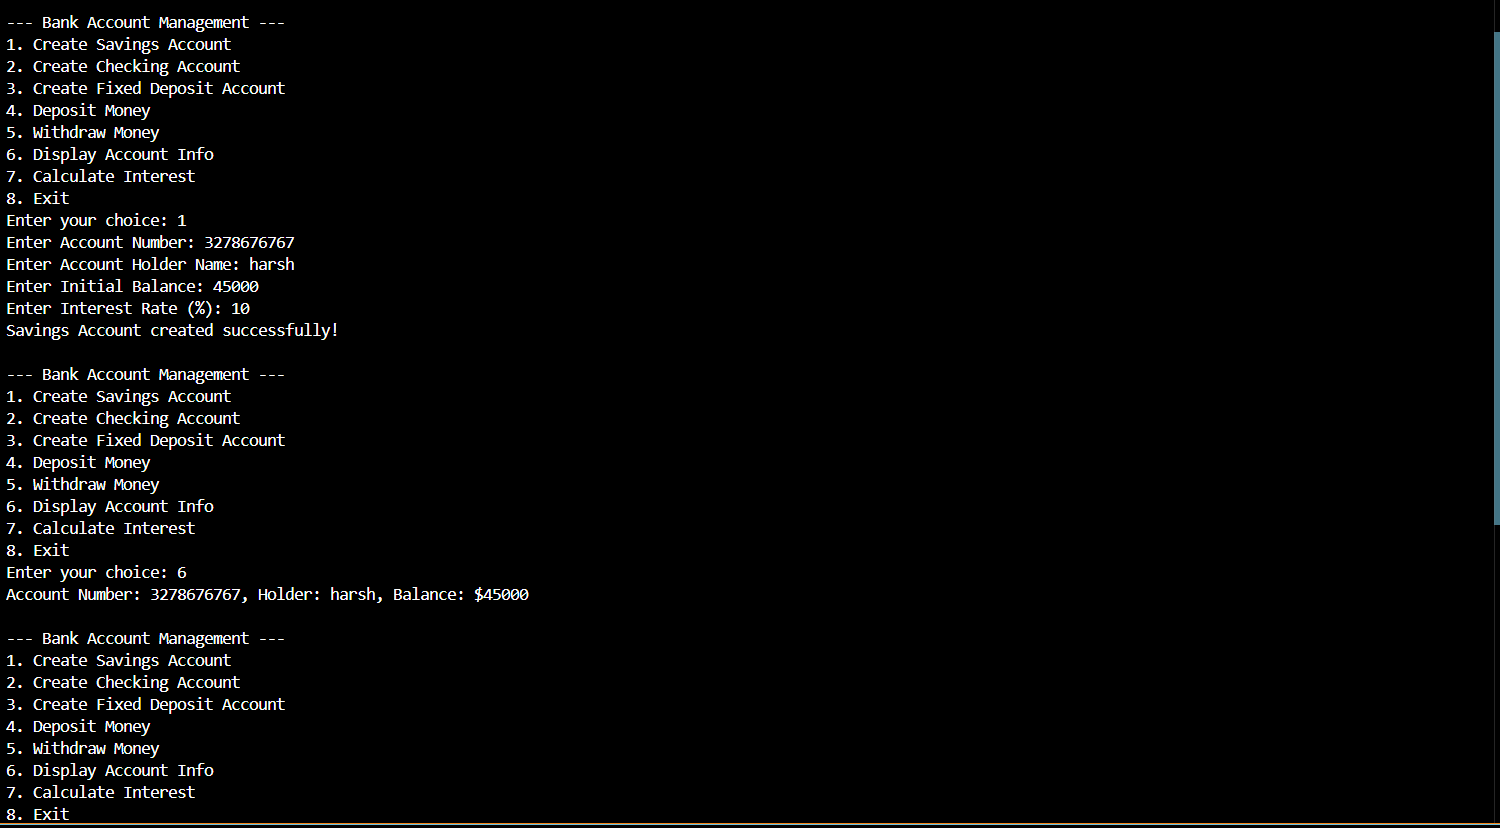 --- Bank Account Management ---
1. Create Savings Account
2. Create Checking Account
3. Create Fixed Deposit Account
4. Deposit Money
5. Withdraw Money
6. Display Account Info
7. Calculate Interest
8. Exit
Enter your choice: 1
Enter Account Number: 3278676767
Enter Account Holder Name: harsh
Enter Initial Balance: 45000
Enter Interest Rate (%): 10
Savings Account created successfully!
--- Bank Account Management ---
1. Create Savings Account
2. Create Checking Account
3. Create Fixed Deposit Account
4. Deposit Money
5. Withdraw Money
6. Display Account Info
7. Calculate Interest
8. Exit
Enter your choice: 6
Account Number: 3278676767, Holder: harsh, Balance: $45000
--- Bank Account Management ---
1. Create Savings Account
2. Create Checking Account
3. Create Fixed Deposit Account
4. Deposit Money
5. Withdraw Money
6. Display Account Info
7. Calculate Interest
8. Exit